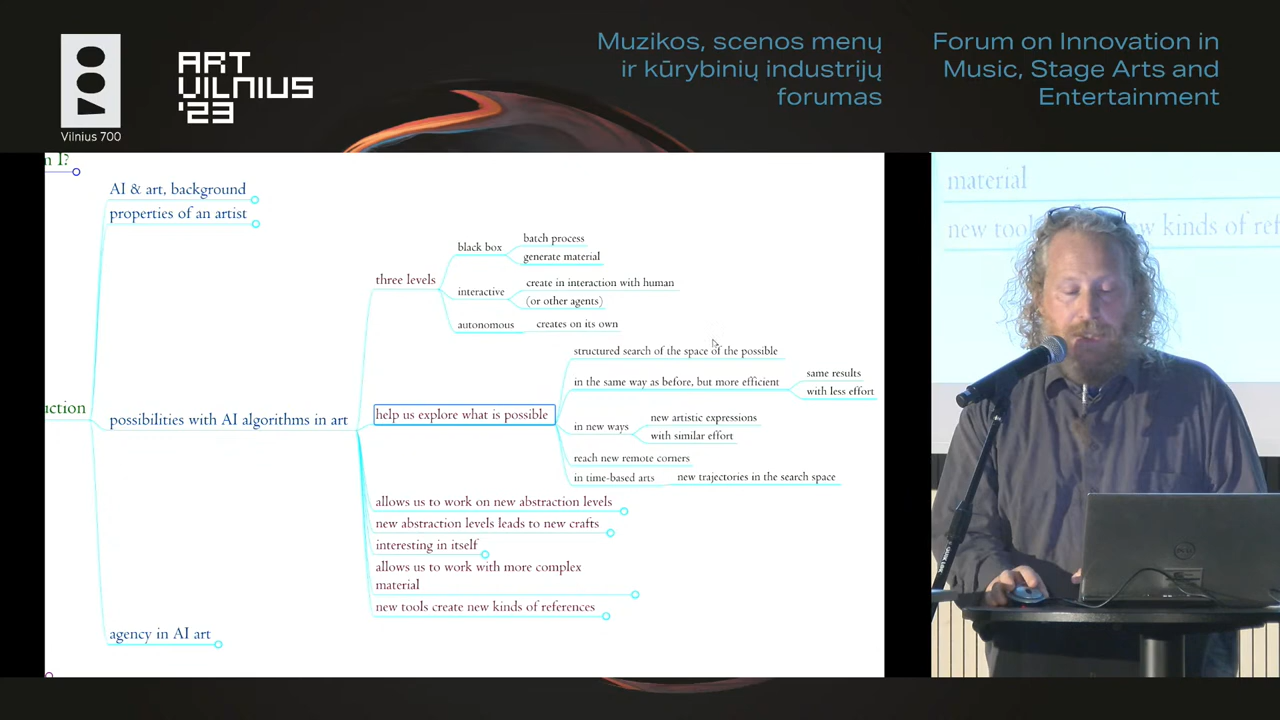 Vilnius 700
ART
VILNIUS
'23
Muzikos, scenos menų
ir kūrybinių industrijų
forumas
Forum on Innovation in
Music, Stage Arts and
Entertainment
m I?
AI & art, background
properties of an artist
uction
possibilities with AI algorithms in art
three levels
black box
batch process
generate material
interactive
create in interaction with human
(or other agents)
autonomous
creates on its own
help us explore what is possible
structured search of the space of the possible
in the same way as before, but more efficient
same results
with less effort
in new ways
new artistic expressions
with similar effort
reach new remote corners
in time-based arts
new trajectories in the search space
allows us to work on new abstraction levels
new abstraction levels leads to new crafts
interesting in itself
allows us to work with more complex
material
new tools create new kinds of references
agency in AI art
material
new tool
w kinds of ref
DELL